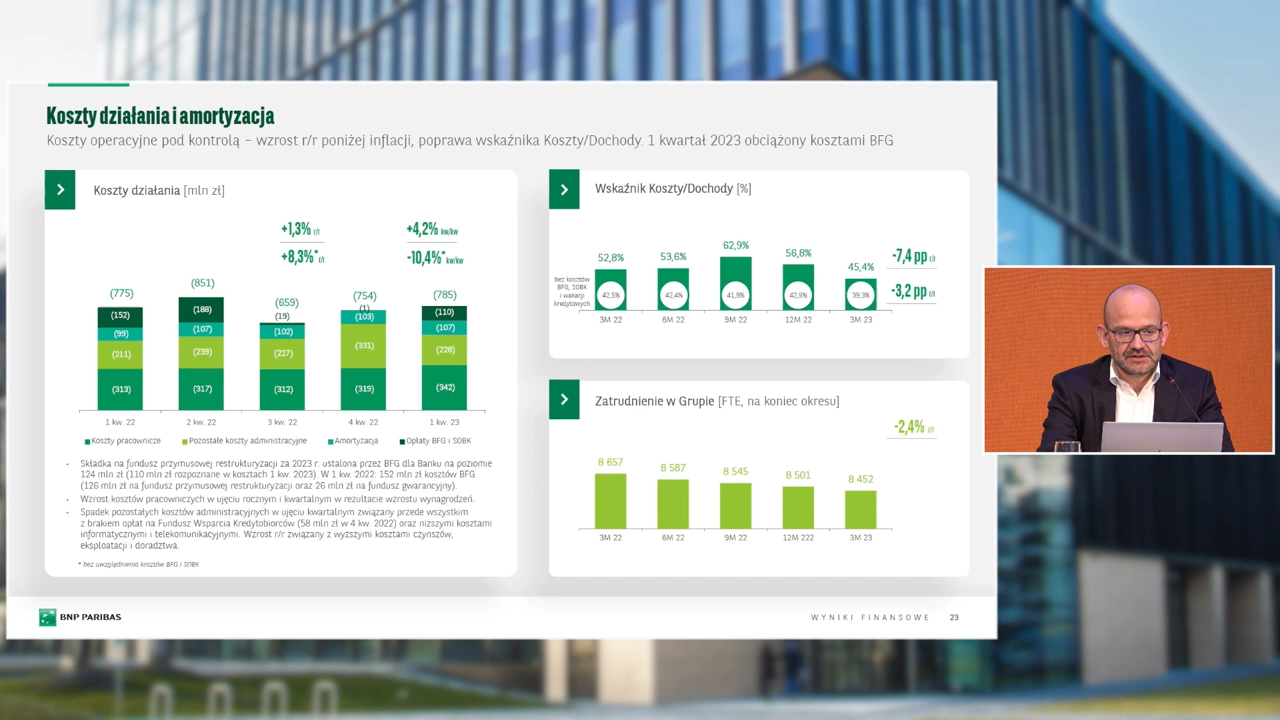 Koszty działania i amortyzacja
Koszty operacyjne pod kontrolą – wzrost r/r poniżej inflacji, poprawa wskaźnika Koszty/Dochody. 1 kwartał 2023 obciążony kosztami BFG
Koszty działania [mln zł]
+1,3% r/r
+4,2% kw/kw
+8,3%* r/r
-10,4%* kw/kw
(775)
(851)
(659)
(754)
(785)
(152)
(188)
(19)
(1)
(110)
(99)
(107)
(102)
(103)
(107)
(211)
(239)
(227)
(331)
(226)
(313)
(317)
(312)
(319)
(342)
1 kw. 22
2 kw. 22
3 kw. 22
4 kw. 22
1 kw. 23
Koszty pracownicze
Pozostałe koszty administracyjne
Amortyzacja
Opłaty BFG i SOBK
• Składka na fundusz przymusowej restrukturyzacji za 2023 r. ustalona przez BFG dla Banku na poziomie
124 mln zł (110 mln zł rozpoznane w kosztach 1 kw. 2023). W 1 kw. 2022: 152 mln zł kosztów BFG
(126 mln zł na fundusz przymusowej restrukturyzacji oraz 26 mln zł na fundusz gwarancyjny).
• Wzrost kosztów pracowniczych w ujęciu rocznym i kwartalnym w rezultacie wzrostu wynagrodzeń.
• Spadek pozostałych kosztów administracyjnych w ujęciu kwartalnym związany przede wszystkim
z brakiem opłat na Fundusz Wsparcia Kredytobiorców (58 mln zł w 4 kw. 2022) oraz niższymi kosztami
informatycznymi i telekomunikacyjnymi. Wzrost r/r związany z wyższymi kosztami czynszów,
eksploatacji i doradztwa.
* bez uwzględnienia kosztów BFG i SOBK
Wskaźnik Koszty/Dochody [%]
52,8%
53,6%
62,9%
56,8%
45,4%
-7,4 pp r/r
-3,2 pp r/r
bez kosztów
BFG, SOBK
i wakacji
kredytowych
42,5%
42,4%
41,9%
42,9%
39,3%
3M 22
6M 22
9M 22
12M 22
3M 23
Zatrudnienie w Grupie [FTE, na koniec okresu]
-2,4% r/r
8 657
8 587
8 545
8 501
8 452
3M 22
6M 22
9M 22
12M 222
3M 23
BNP PARIBAS
WYNIKI FINANSOWE
23